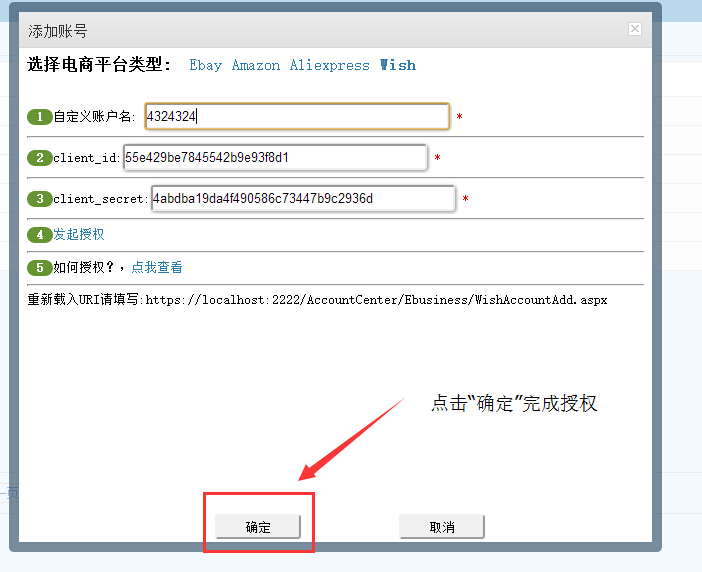 添加账号
选择电商平台类型: Ebay Amazon Aliexpress Wish
1 自定义账户名: 4324324 *
2 client_id: 55e429be7845542b9e93f8d1 *
3 client_secret: 4abdba19da4f490586c73447b9c2936d *
4 发起授权
5 如何授权?,点我查看
重新载入URI请填写:https://localhost:2222/AccountCenter/Ebusiness/WishAccountAdd.aspx
点击“确定”完成授权
一页
确定 取消